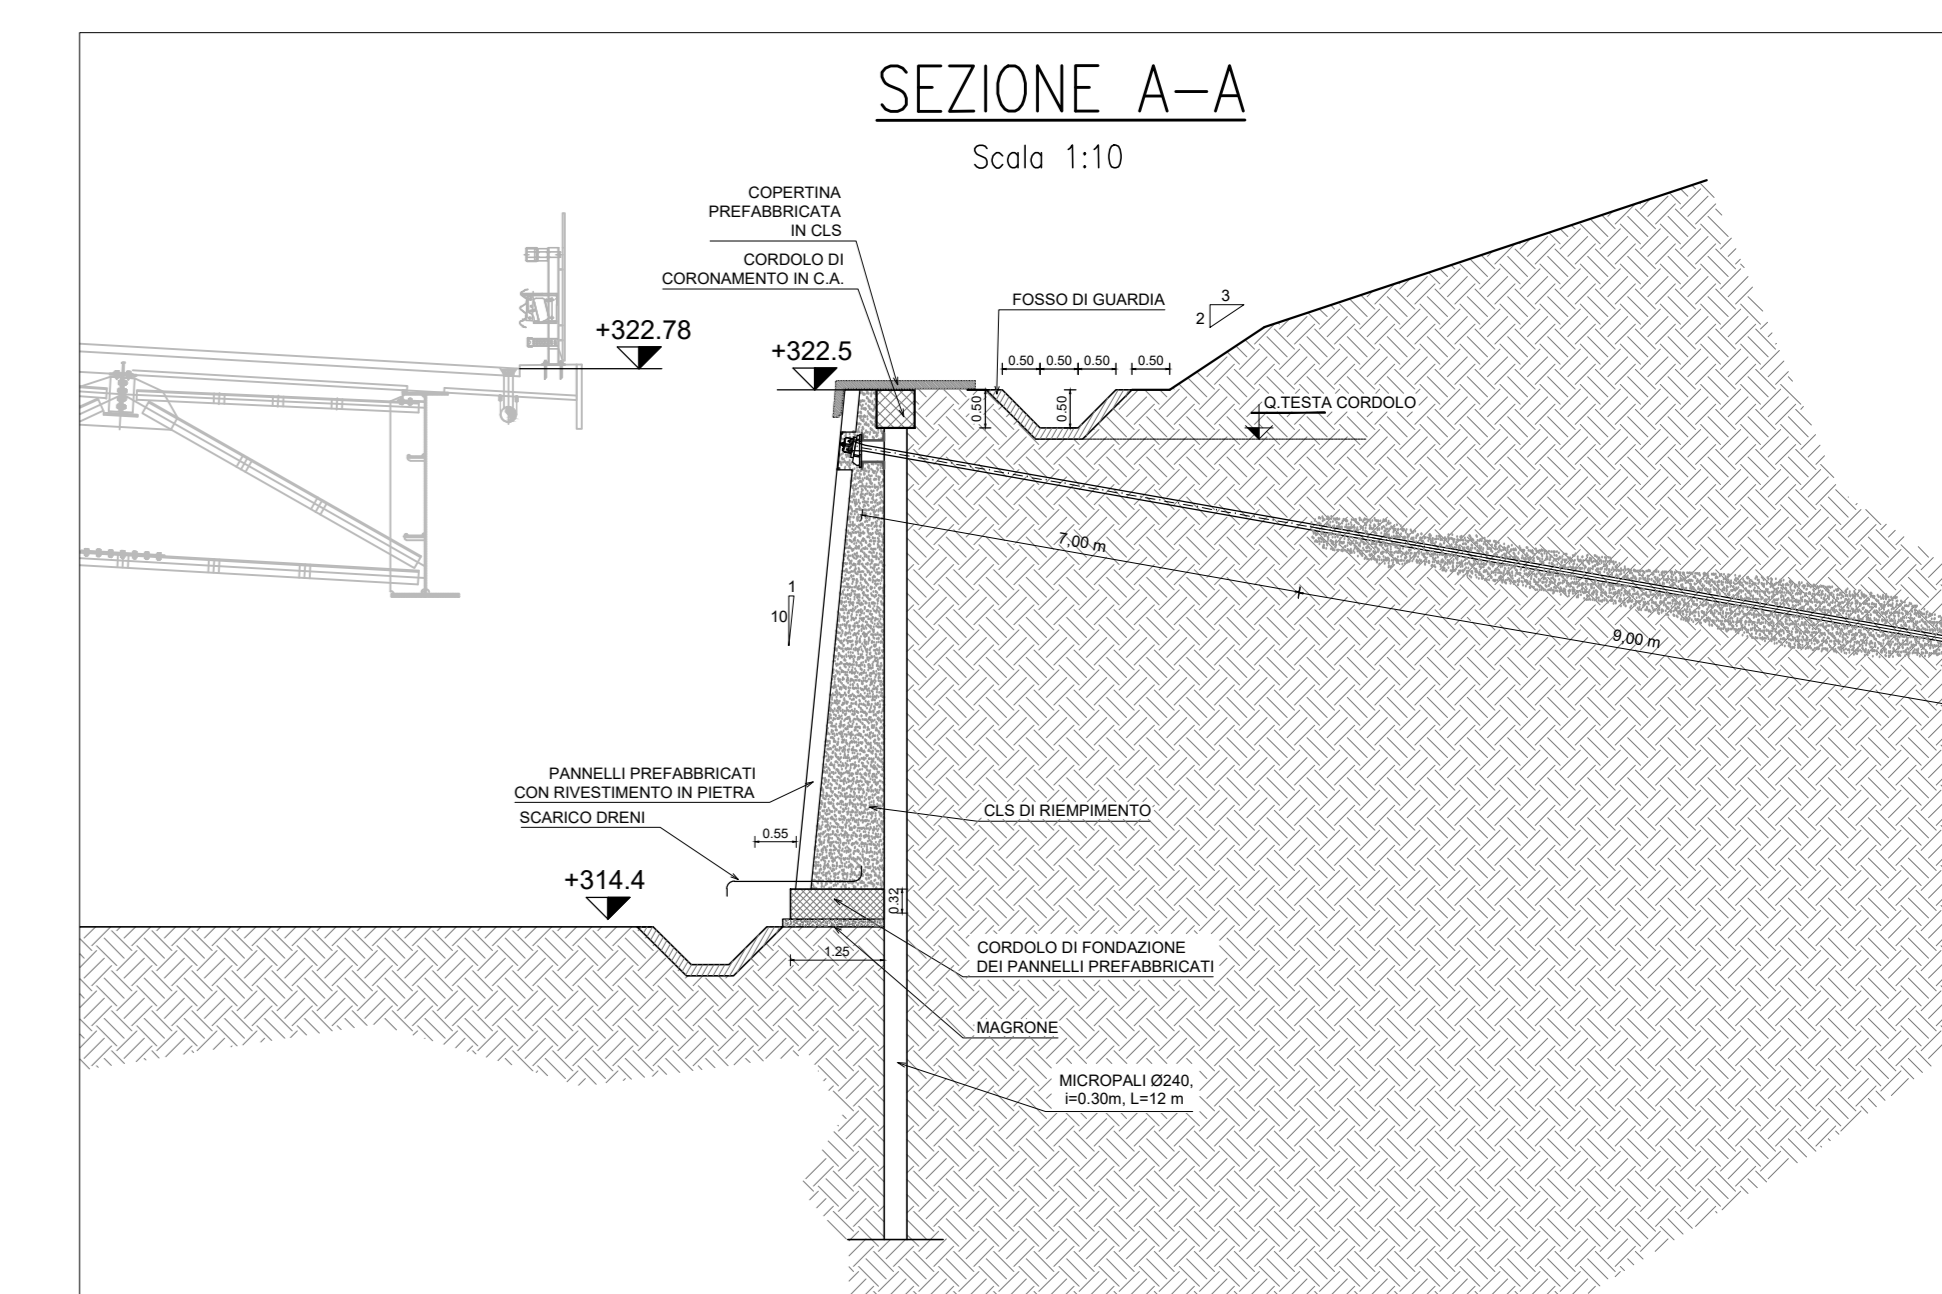 SEZIONE A-A
Scala 1:10
COPERTINA
PREFABBRICATA
IN CLS
CORDOLO DI
CORONAMENTO IN C.A.
FOSSO DI GUARDIA
3
2
+322.78
+322.5
0.50 0.50 0.50 0.50
0.50
0.50
Q.TESTA CORDOLO
7,00 m
9,00 m
1
10
PANNELLI PREFABBRICATI
CON RIVESTIMENTO IN PIETRA
SCARICO DRENI
CLS DI RIEMPIMENTO
0.55
+314.4
0.32
1.25
CORDOLO DI FONDAZIONE
DEI PANNELLI PREFABBRICATI
MAGRONE
MICROPALI Ø240,
i=0.30m, L=12 m